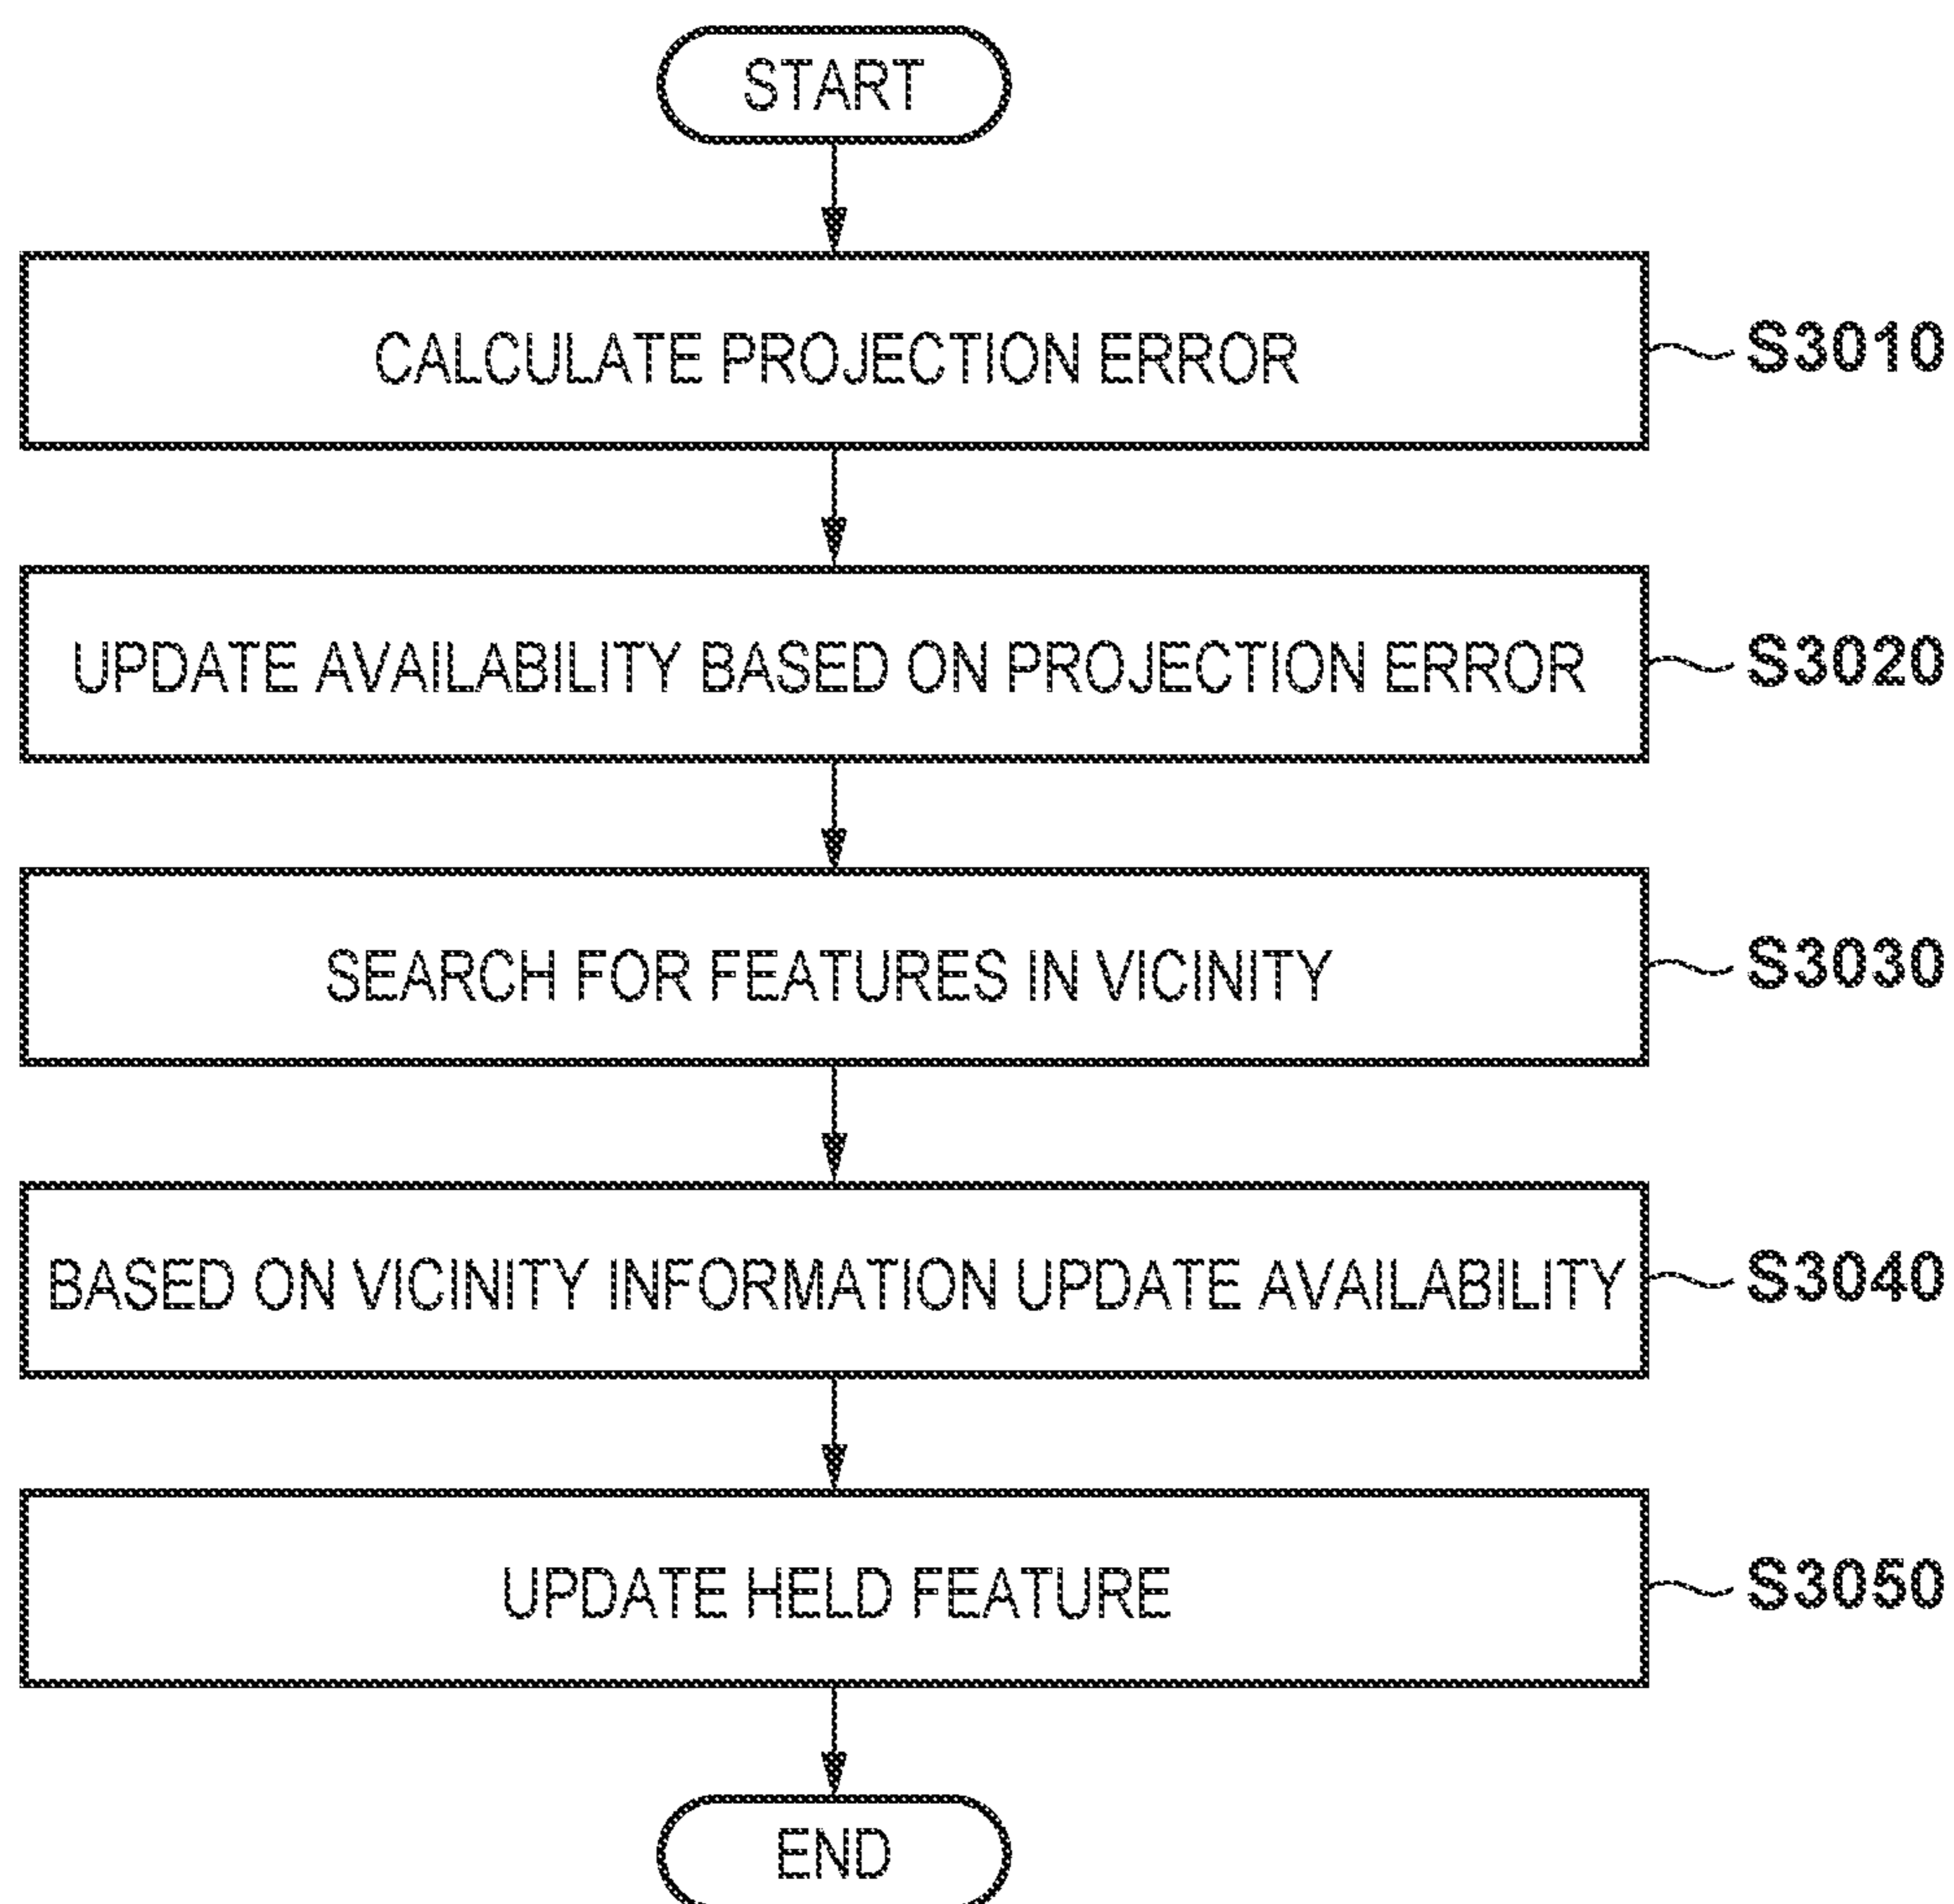 START
CALCULATE PROJECTION ERROR
S3010
UPDATE AVAILABILITY BASED ON PROJECTION ERROR
S3020
SEARCH FOR FEATURES IN VICINITY
S3030
BASED ON VICINITY INFORMATION UPDATE AVAILABILITY
S3040
UPDATE HELD FEATURE
S3050
END